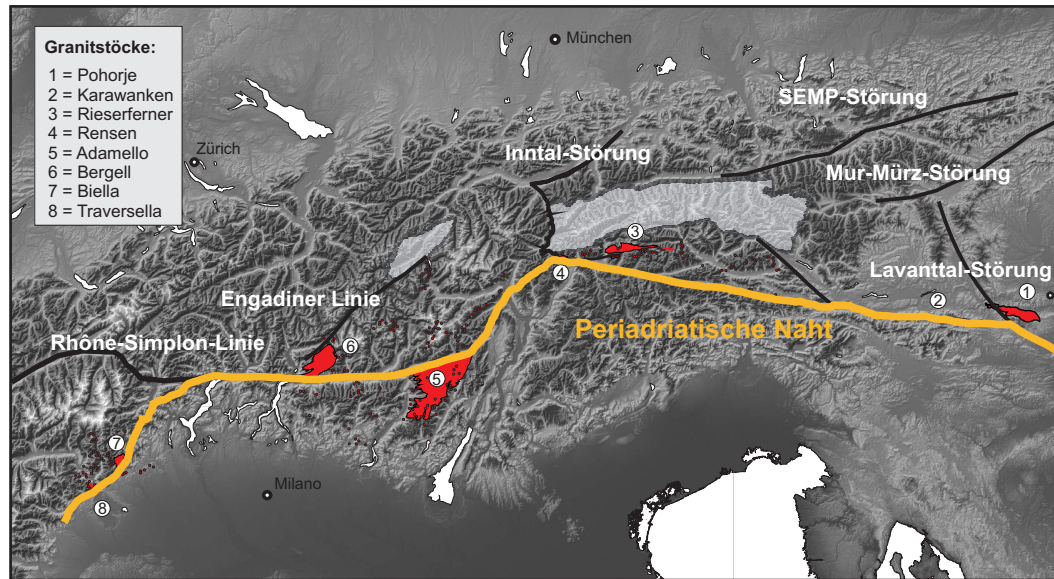 Granitstöcke:
1 = Pohorje
2 = Karawanken
3 = Rieserferner
4 = Rensen
5 = Adamello
6 = Bergell
7 = Biella
8 = Traversella
München
SEMP-Störung
Zürich
Inntal-Störung
Mur-Mürz-Störung
3
Lavanttal-Störung
4
1
Engadiner Linie
2
Periadriatische Naht
Rhône-Simplon-Linie
6
5
7
Milano
8